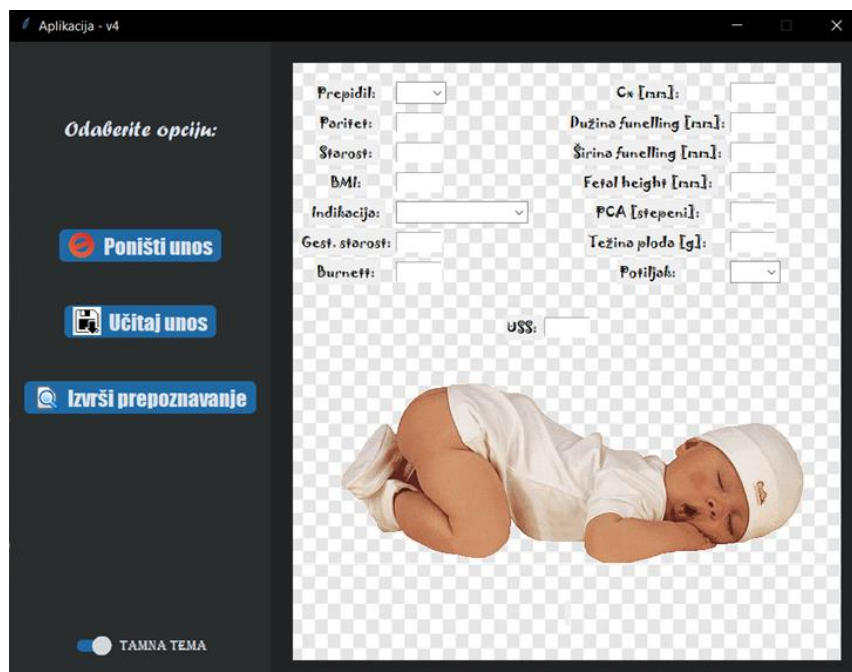 Aplikacija - v4
Odaberite opciju:
Poništi unos
Učitaj unos
Izvrši prepoznavanje
TAMNA TEMA
Prepidil:
Paritet:
Starost:
BMI:
Indikacija:
Gest. starost:
Burnett:
Cx [mm]:
Dužina funelling [mm]:
Širina funelling [mm]:
Fetal height [mm]:
PCA [stepeni]:
Težina ploda [g]:
Potiljak:
USS: